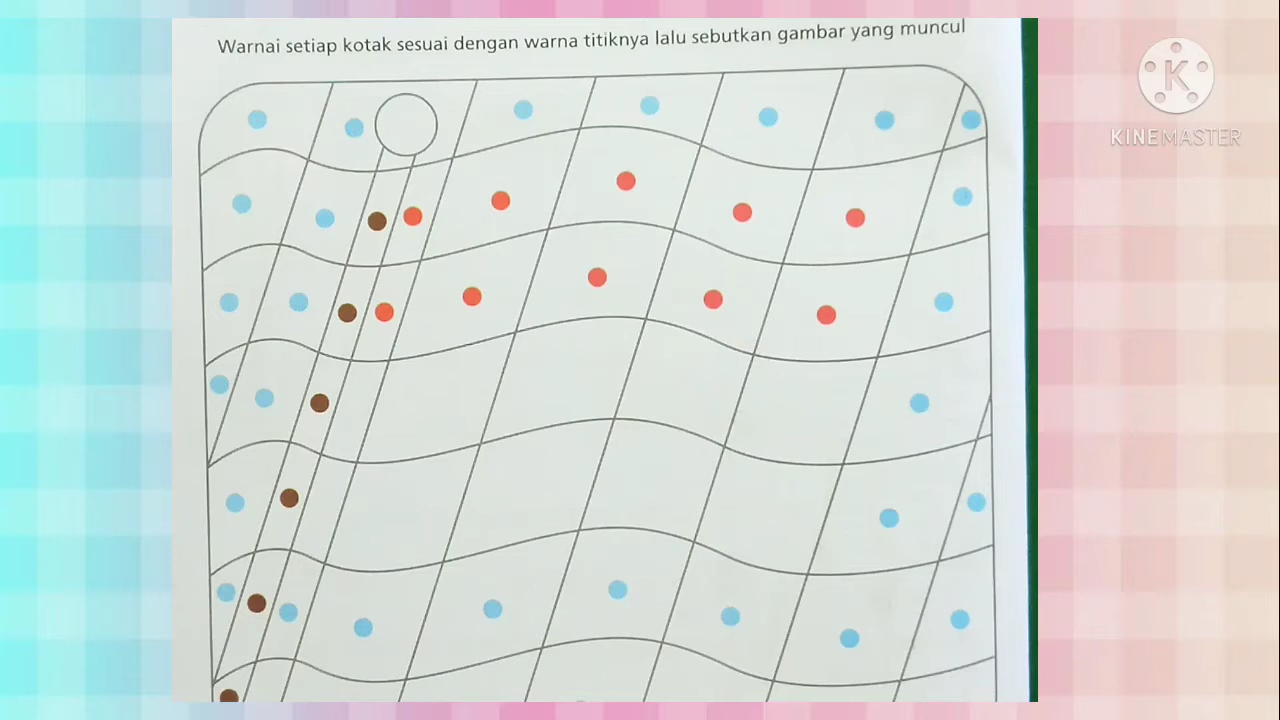 Warnai setiap kotak sesuai dengan warna titiknya lalu sebutkan gambar yang muncul
K
KINEMASTER